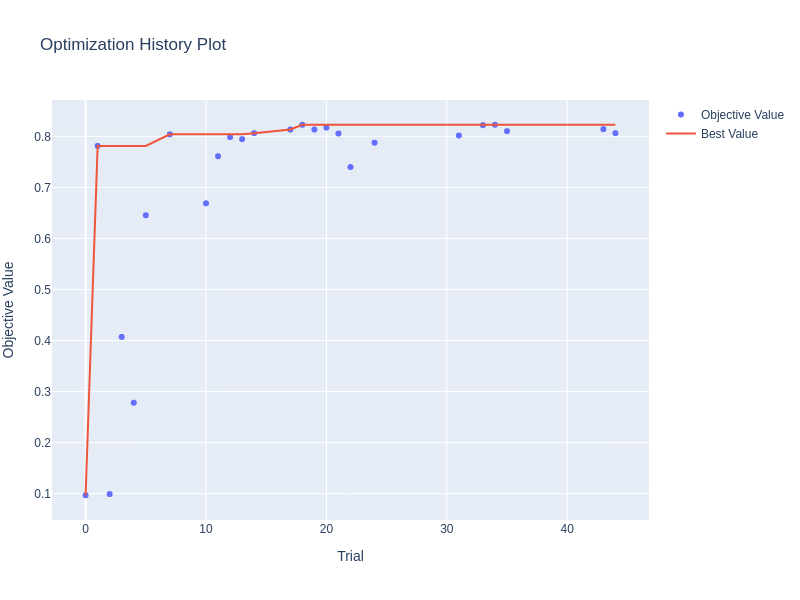 Optimization History Plot
Objective Value
Best Value
0.8
0.7
0.6
0.5
0.4
0.3
0.2
0.1
Objective Value
0 10 20 30 40
Trial